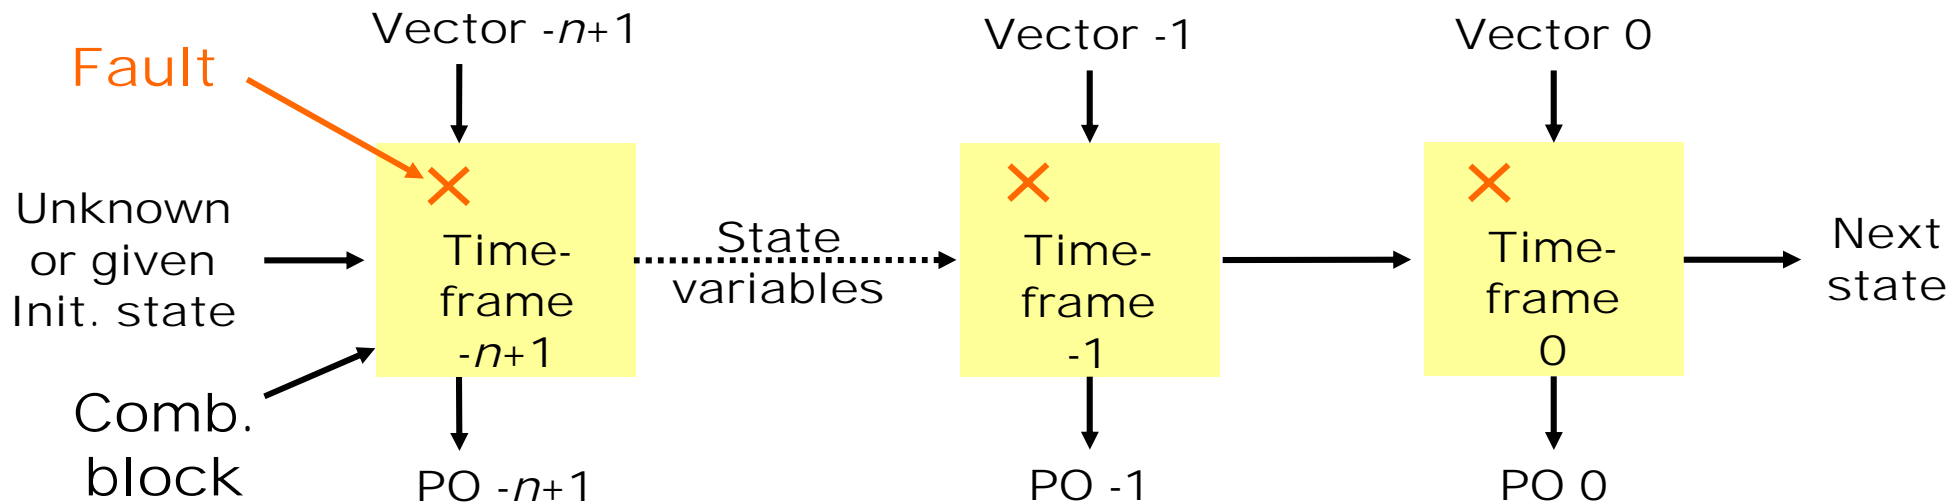 Vector -n+1
Vector -1
Vector 0
Fault
Unknown
or given
Init. state
Time-
frame
-n+1
State
variables
Time-
frame
-1
Time-
frame
0
Next
state
Comb.
block
PO -n+1
PO -1
PO 0